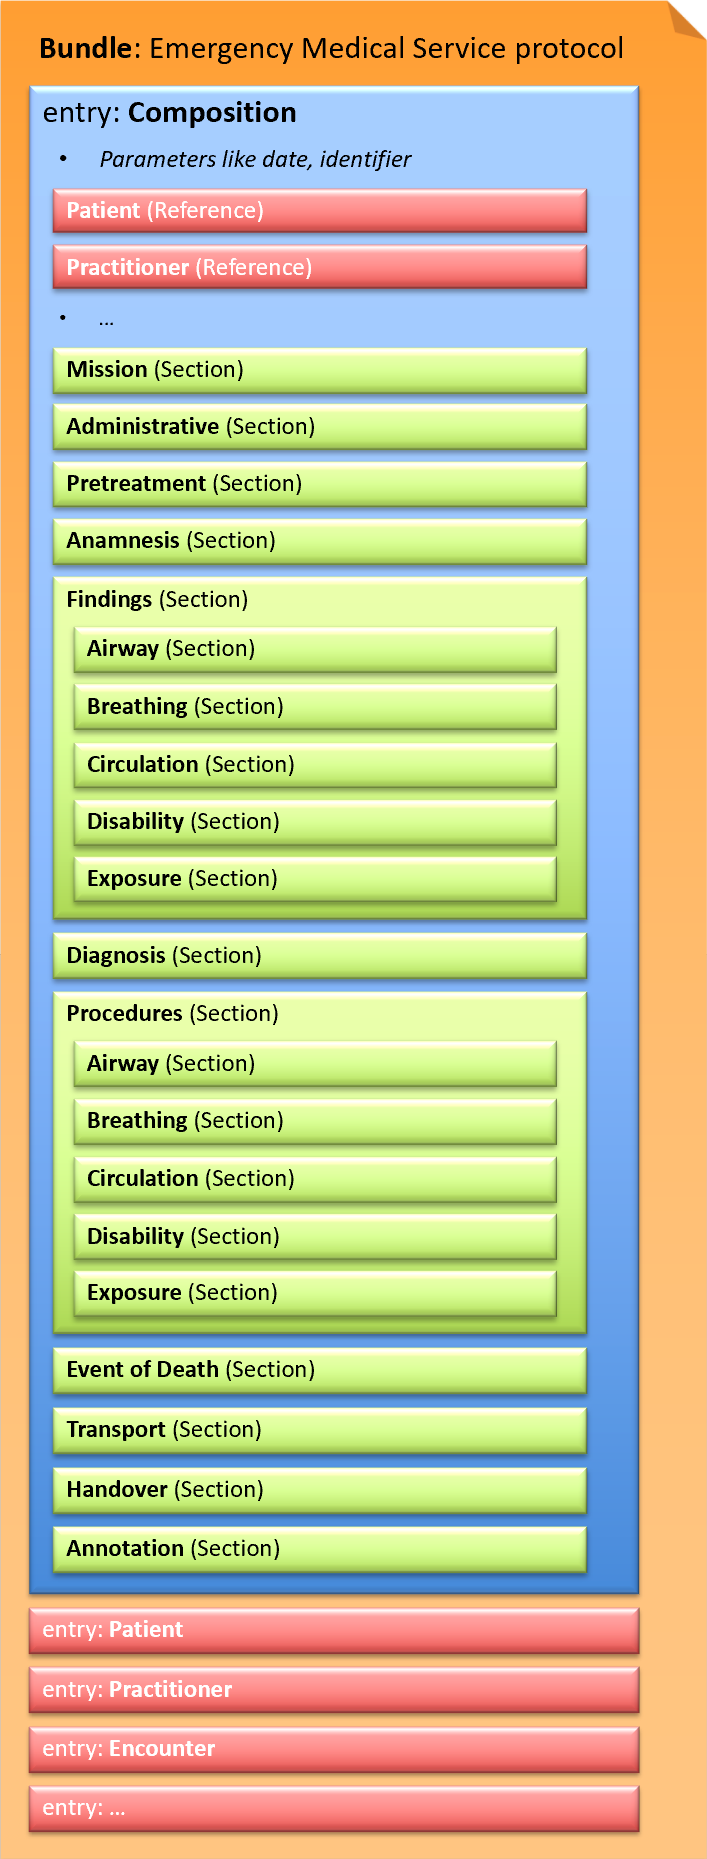 Bundle: Emergency Medical Service protocol
entry: Composition
• Parameters like date, identifier
Patient (Reference)
Practitioner (Reference)
• ...
Mission (Section)
Administrative (Section)
Pretreatment (Section)
Anamnesis (Section)
Findings (Section)
Airway (Section)
Breathing (Section)
Circulation (Section)
Disability (Section)
Exposure (Section)
Diagnosis (Section)
Procedures (Section)
Airway (Section)
Breathing (Section)
Circulation (Section)
Disability (Section)
Exposure (Section)
Event of Death (Section)
Transport (Section)
Handover (Section)
Annotation (Section)
entry: Patient
entry: Practitioner
entry: Encounter
entry: ...